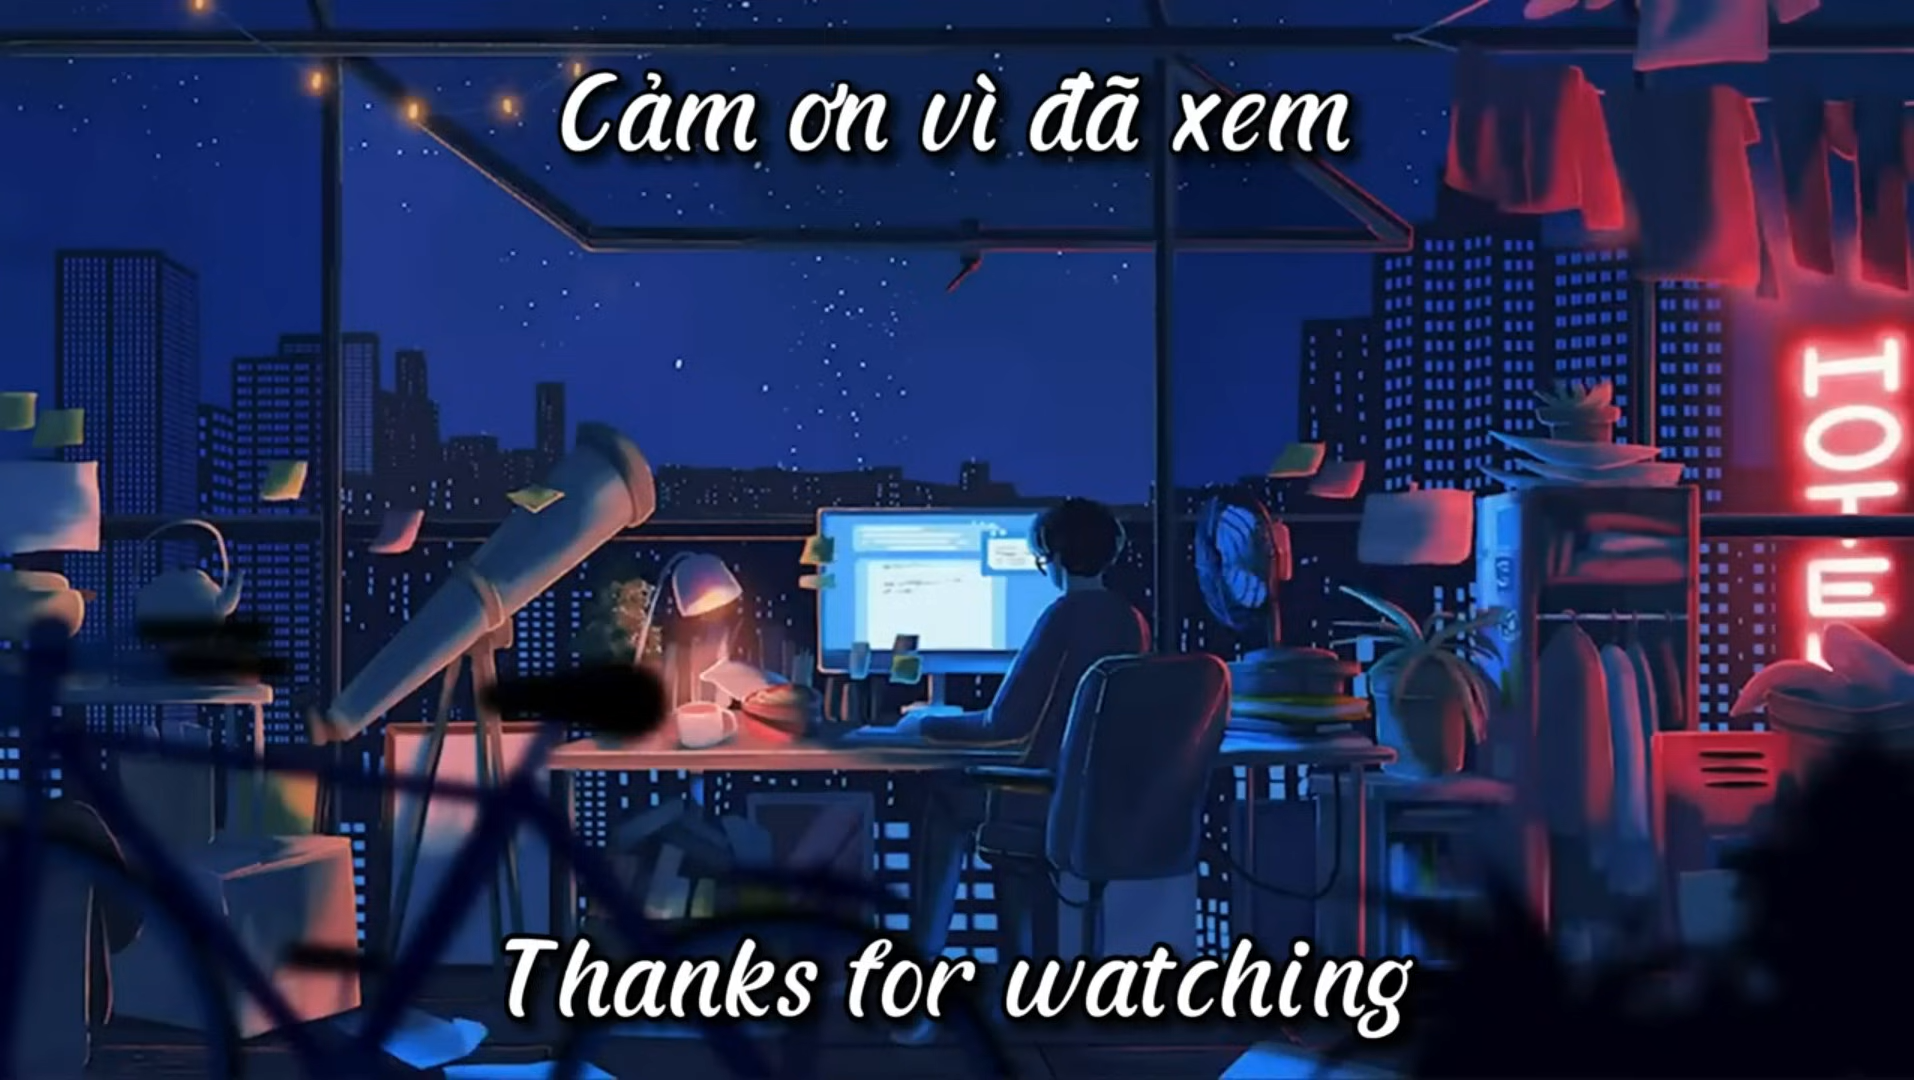 Cảm ơn vì đã xem
HOTEL
Thanks for watching